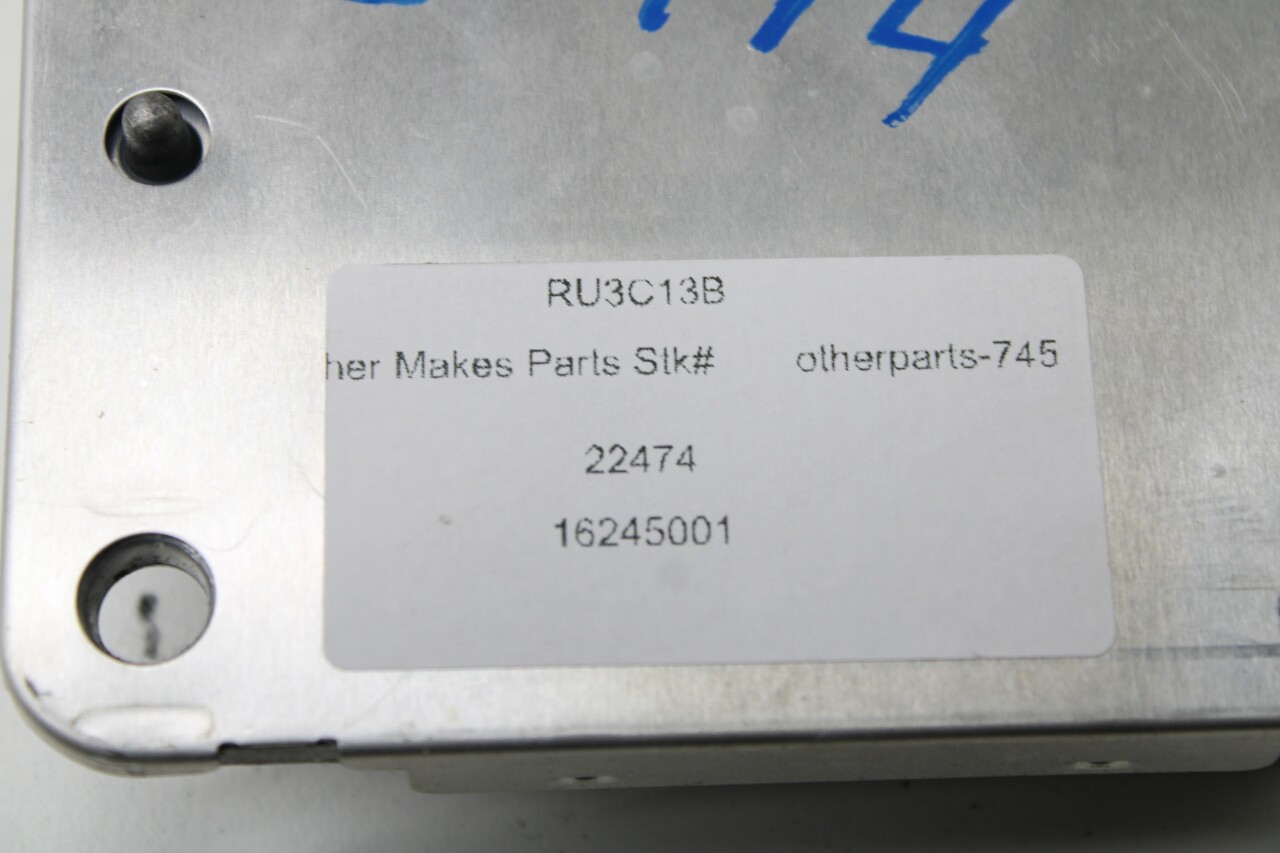 RU3C13B
her Makes Parts Stk# otherparts-745
22474
16245001